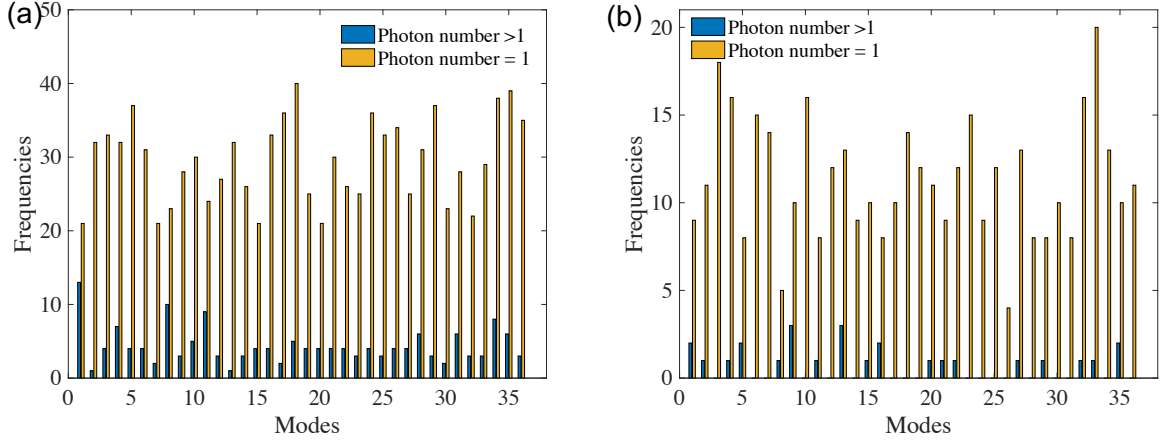 (a)
Photon number >1
Photon number = 1
Frequencies
50
40
30
20
10
0
0 5 10 15 20 25 30 35
Modes
(b)
Photon number >1
Photon number = 1
Frequencies
20
15
10
5
0
0 5 10 15 20 25 30 35
Modes